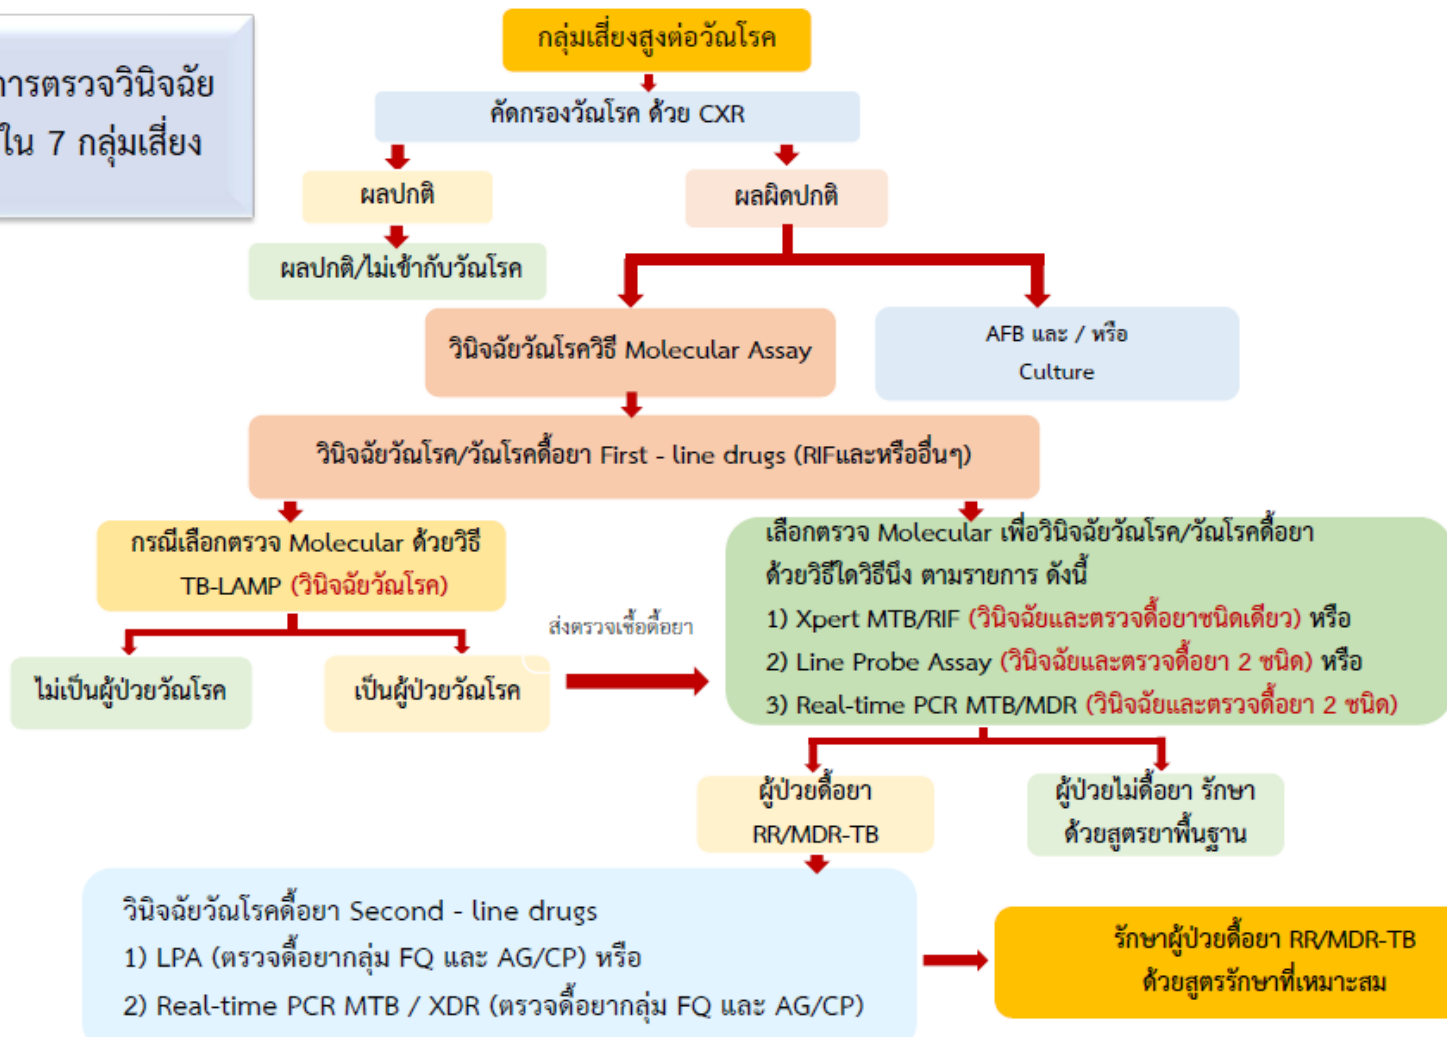 กลุ่มเสี่ยงสูงต่อวัณโรค
การตรวจวินิจฉัย
ใน 7 กลุ่มเสี่ยง
คัดกรองวัณโรค ด้วย CXR
ผลปกติ
ผลผิดปกติ
ผลปกติ/ไม่เข้ากับวัณโรค
วินิจฉัยวัณโรควิธี Molecular Assay
AFB และ / หรือ
Culture
วินิจฉัยวัณโรค/วัณโรคดื้อยา First - line drugs (RIFและหรืออื่นๆ)
กรณีเลือกตรวจ Molecular ด้วยวิธี
TB-LAMP (วินิจฉัยวัณโรค)
ไม่เป็นผู้ป่วยวัณโรค
เป็นผู้ป่วยวัณโรค
ส่งตรวจเชื้อดื้อยา
เลือกตรวจ Molecular เพื่อวินิจฉัยวัณโรค/วัณโรคดื้อยา
ด้วยวิธีใดวิธีนึง ตามรายการ ดังนี้
1) Xpert MTB/RIF (วินิจฉัยและตรวจดื้อยาชนิดเดียว) หรือ
2) Line Probe Assay (วินิจฉัยและตรวจดื้อยา 2 ชนิด) หรือ
3) Real-time PCR MTB/MDR (วินิจฉัยและตรวจดื้อยา 2 ชนิด)
ผู้ป่วยดื้อยา
RR/MDR-TB
ผู้ป่วยไม่ดื้อยา รักษา
ด้วยสูตรยาพื้นฐาน
วินิจฉัยวัณโรคดื้อยา Second - line drugs
1) LPA (ตรวจดื้อยากลุ่ม FQ และ AG/CP) หรือ
2) Real-time PCR MTB / XDR (ตรวจดื้อยากลุ่ม FQ และ AG/CP)
รักษาผู้ป่วยดื้อยา RR/MDR-TB
ด้วยสูตรรักษาที่เหมาะสม